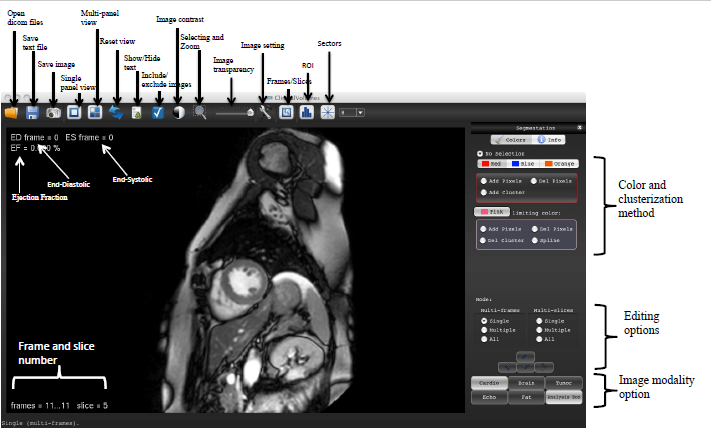 Open dicom files
Save text file
Save image
Single panel view
Multi-panel view
Reset view
Show/Hide text
Include/ exclude images
Image contrast
Selecting and Zoom
Image transparency
Image setting
Frames/Slices
ROI
Sectors
ED frame = 0 ES frame = 0
EF = 0.00 %
End-Diastolic
End-Systolic
Ejection Fraction
Frame and slice number
frames = 11...11 slice = 5
Single (multi-frames).
Segmentation
Colors
Info
No Selection
Red
Blue
Orange
Add Pixels
Del Pixels
Add Cluster
Pink
limiting color:
Add Pixels
Del Pixels
Del Cluster
Spline
Mode:
Multi-frames
Multi-slices
Single
Single
Multiple
Multiple
All
All
Cardio
Brain
Tumor
Echo
Fat
Analysis Box
Color and clusterization method
Editing options
Image modality option